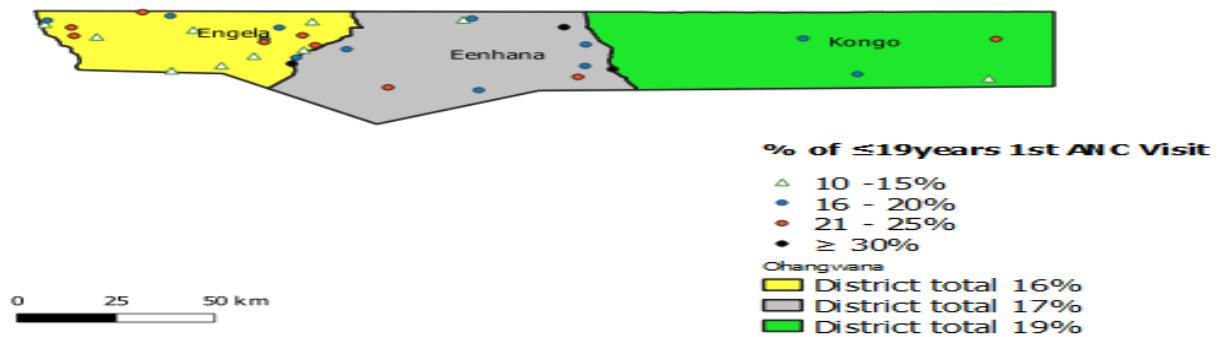 Engela
Eenhana
Kongo
% of ≤19years 1st ANC Visit
10 -15%
16 - 20%
21 - 25%
≥ 30%
Ohangwana
District total 16%
District total 17%
District total 19%
0 25 50 km